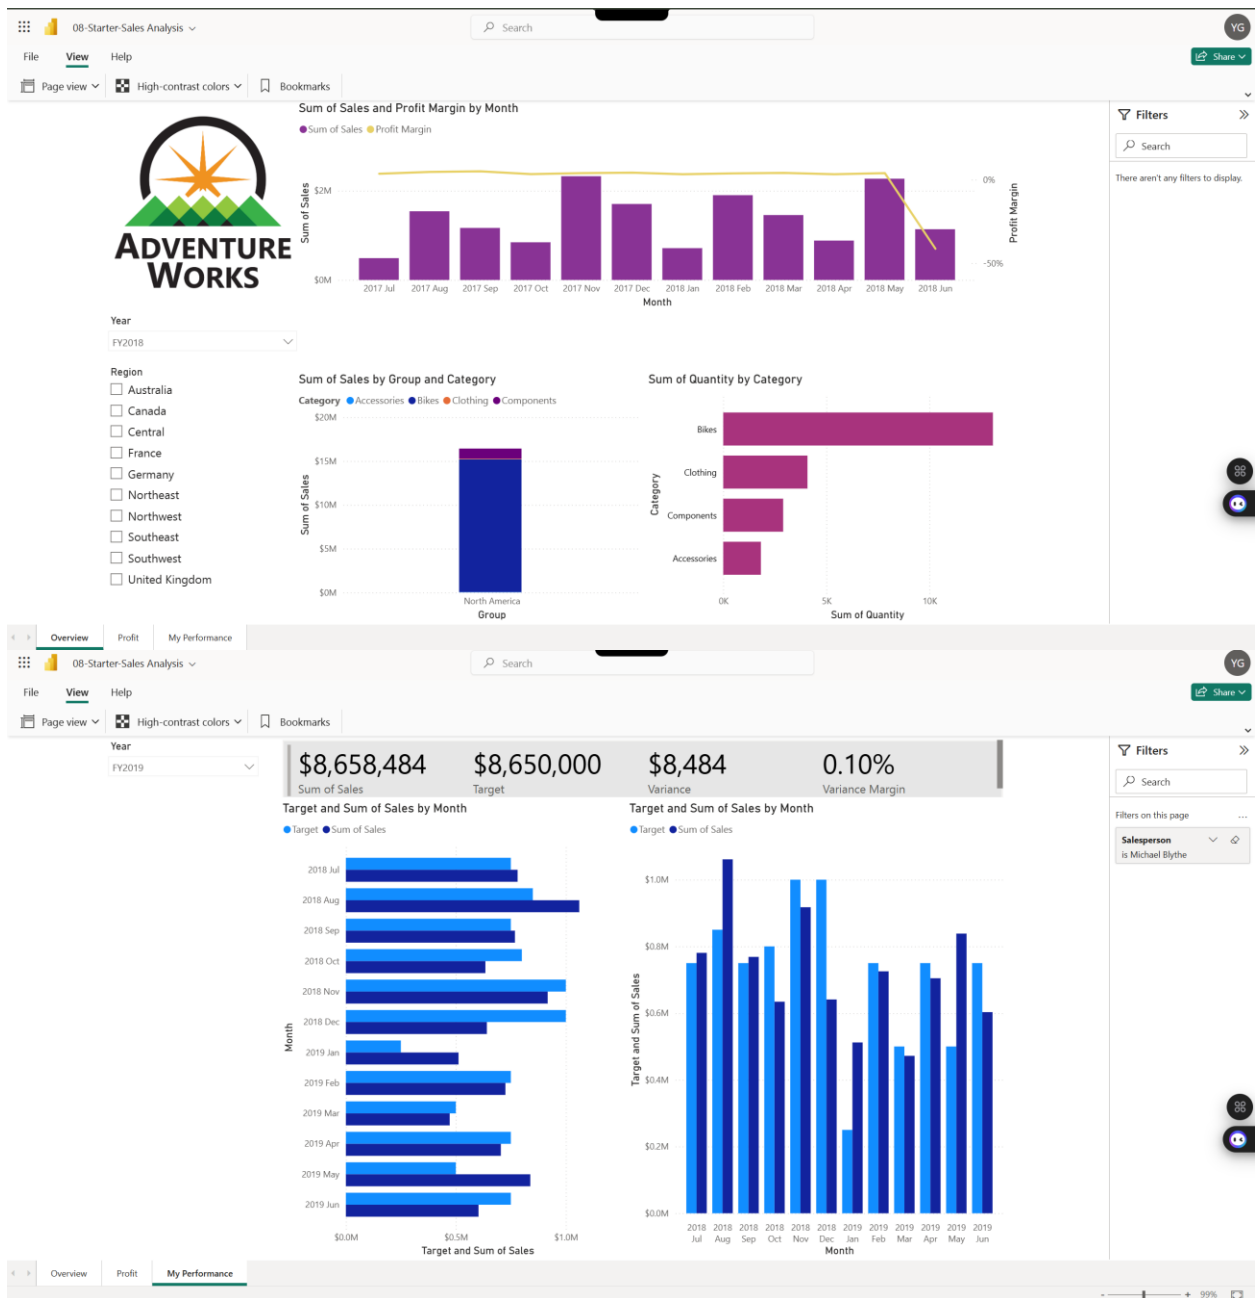 08-Starter-Sales Analysis
Search
YG
File
View
Help
Share
Page view
High-contrast colors
Bookmarks
ADVENTURE
WORKS
Year
FY2018
Region
Australia
Canada
Central
France
Germany
Northeast
Northwest
Southeast
Southwest
United Kingdom
Sum of Sales and Profit Margin by Month
Sum of Sales Profit Margin
Sum of Sales
$2M
$0M
0%
-50%
Profit Margin
2017 Jul 2017 Aug 2017 Sep 2017 Oct 2017 Nov 2017 Dec 2018 Jan 2018 Feb 2018 Mar 2018 Apr 2018 May 2018 Jun
Month
Sum of Sales by Group and Category
Category Accessories Bikes Clothing Components
Sum of Sales
$20M
$15M
$10M
$5M
$0M
North America
Group
Sum of Quantity by Category
Category
Bikes
Clothing
Components
Accessories
0K 5K 10K
Sum of Quantity
Filters
Search
There aren't any filters to display.
Overview Profit My Performance
08-Starter-Sales Analysis
Search
YG
File
View
Help
Share
Page view
High-contrast colors
Bookmarks
Year
FY2019
$8,658,484
Sum of Sales
$8,650,000
Target
$8,484
Variance
0.10%
Variance Margin
Target and Sum of Sales by Month
Target Sum of Sales
Month
2018 Jul
2018 Aug
2018 Sep
2018 Oct
2018 Nov
2018 Dec
2019 Jan
2019 Feb
2019 Mar
2019 Apr
2019 May
2019 Jun
$0.0M $0.5M $1.0M
Target and Sum of Sales
Target and Sum of Sales by Month
Target Sum of Sales
Target and Sum of Sales
$1.0M
$0.8M
$0.6M
$0.4M
$0.2M
$0.0M
2018 2018 2018 2018 2018 2018 2019 2019 2019 2019 2019 2019
Jul Aug Sep Oct Nov Dec Jan Feb Mar Apr May Jun
Month
Filters
Search
Filters on this page
...
Salesperson
is Michael Blythe
Overview Profit My Performance
- + 99%